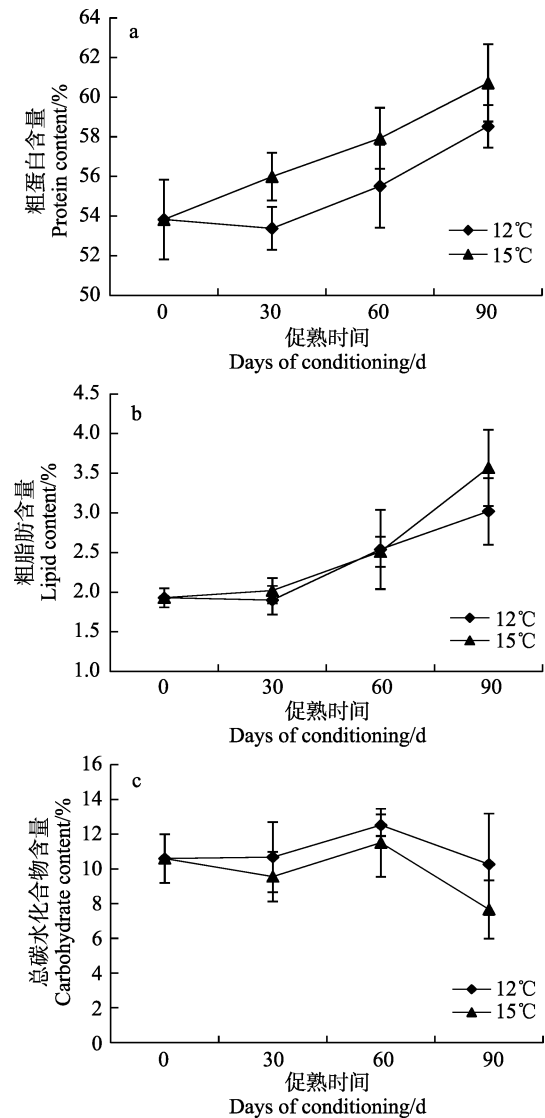 a
粗蛋白含量
Protein content/%
64
62
60
58
56
54
52
50
12℃
15℃
0 30 60 90
促熟时间
Days of conditioning/d
b
粗脂肪含量
Lipid content/%
4.5
4.0
3.5
3.0
2.5
2.0
1.5
1.0
12℃
15℃
0 30 60 90
促熟时间
Days of conditioning/d
c
总碳水化合物含量
Carbohydrate content/%
16
14
12
10
8
6
4
2
0
12℃
15℃
0 30 60 90
促熟时间
Days of conditioning/d